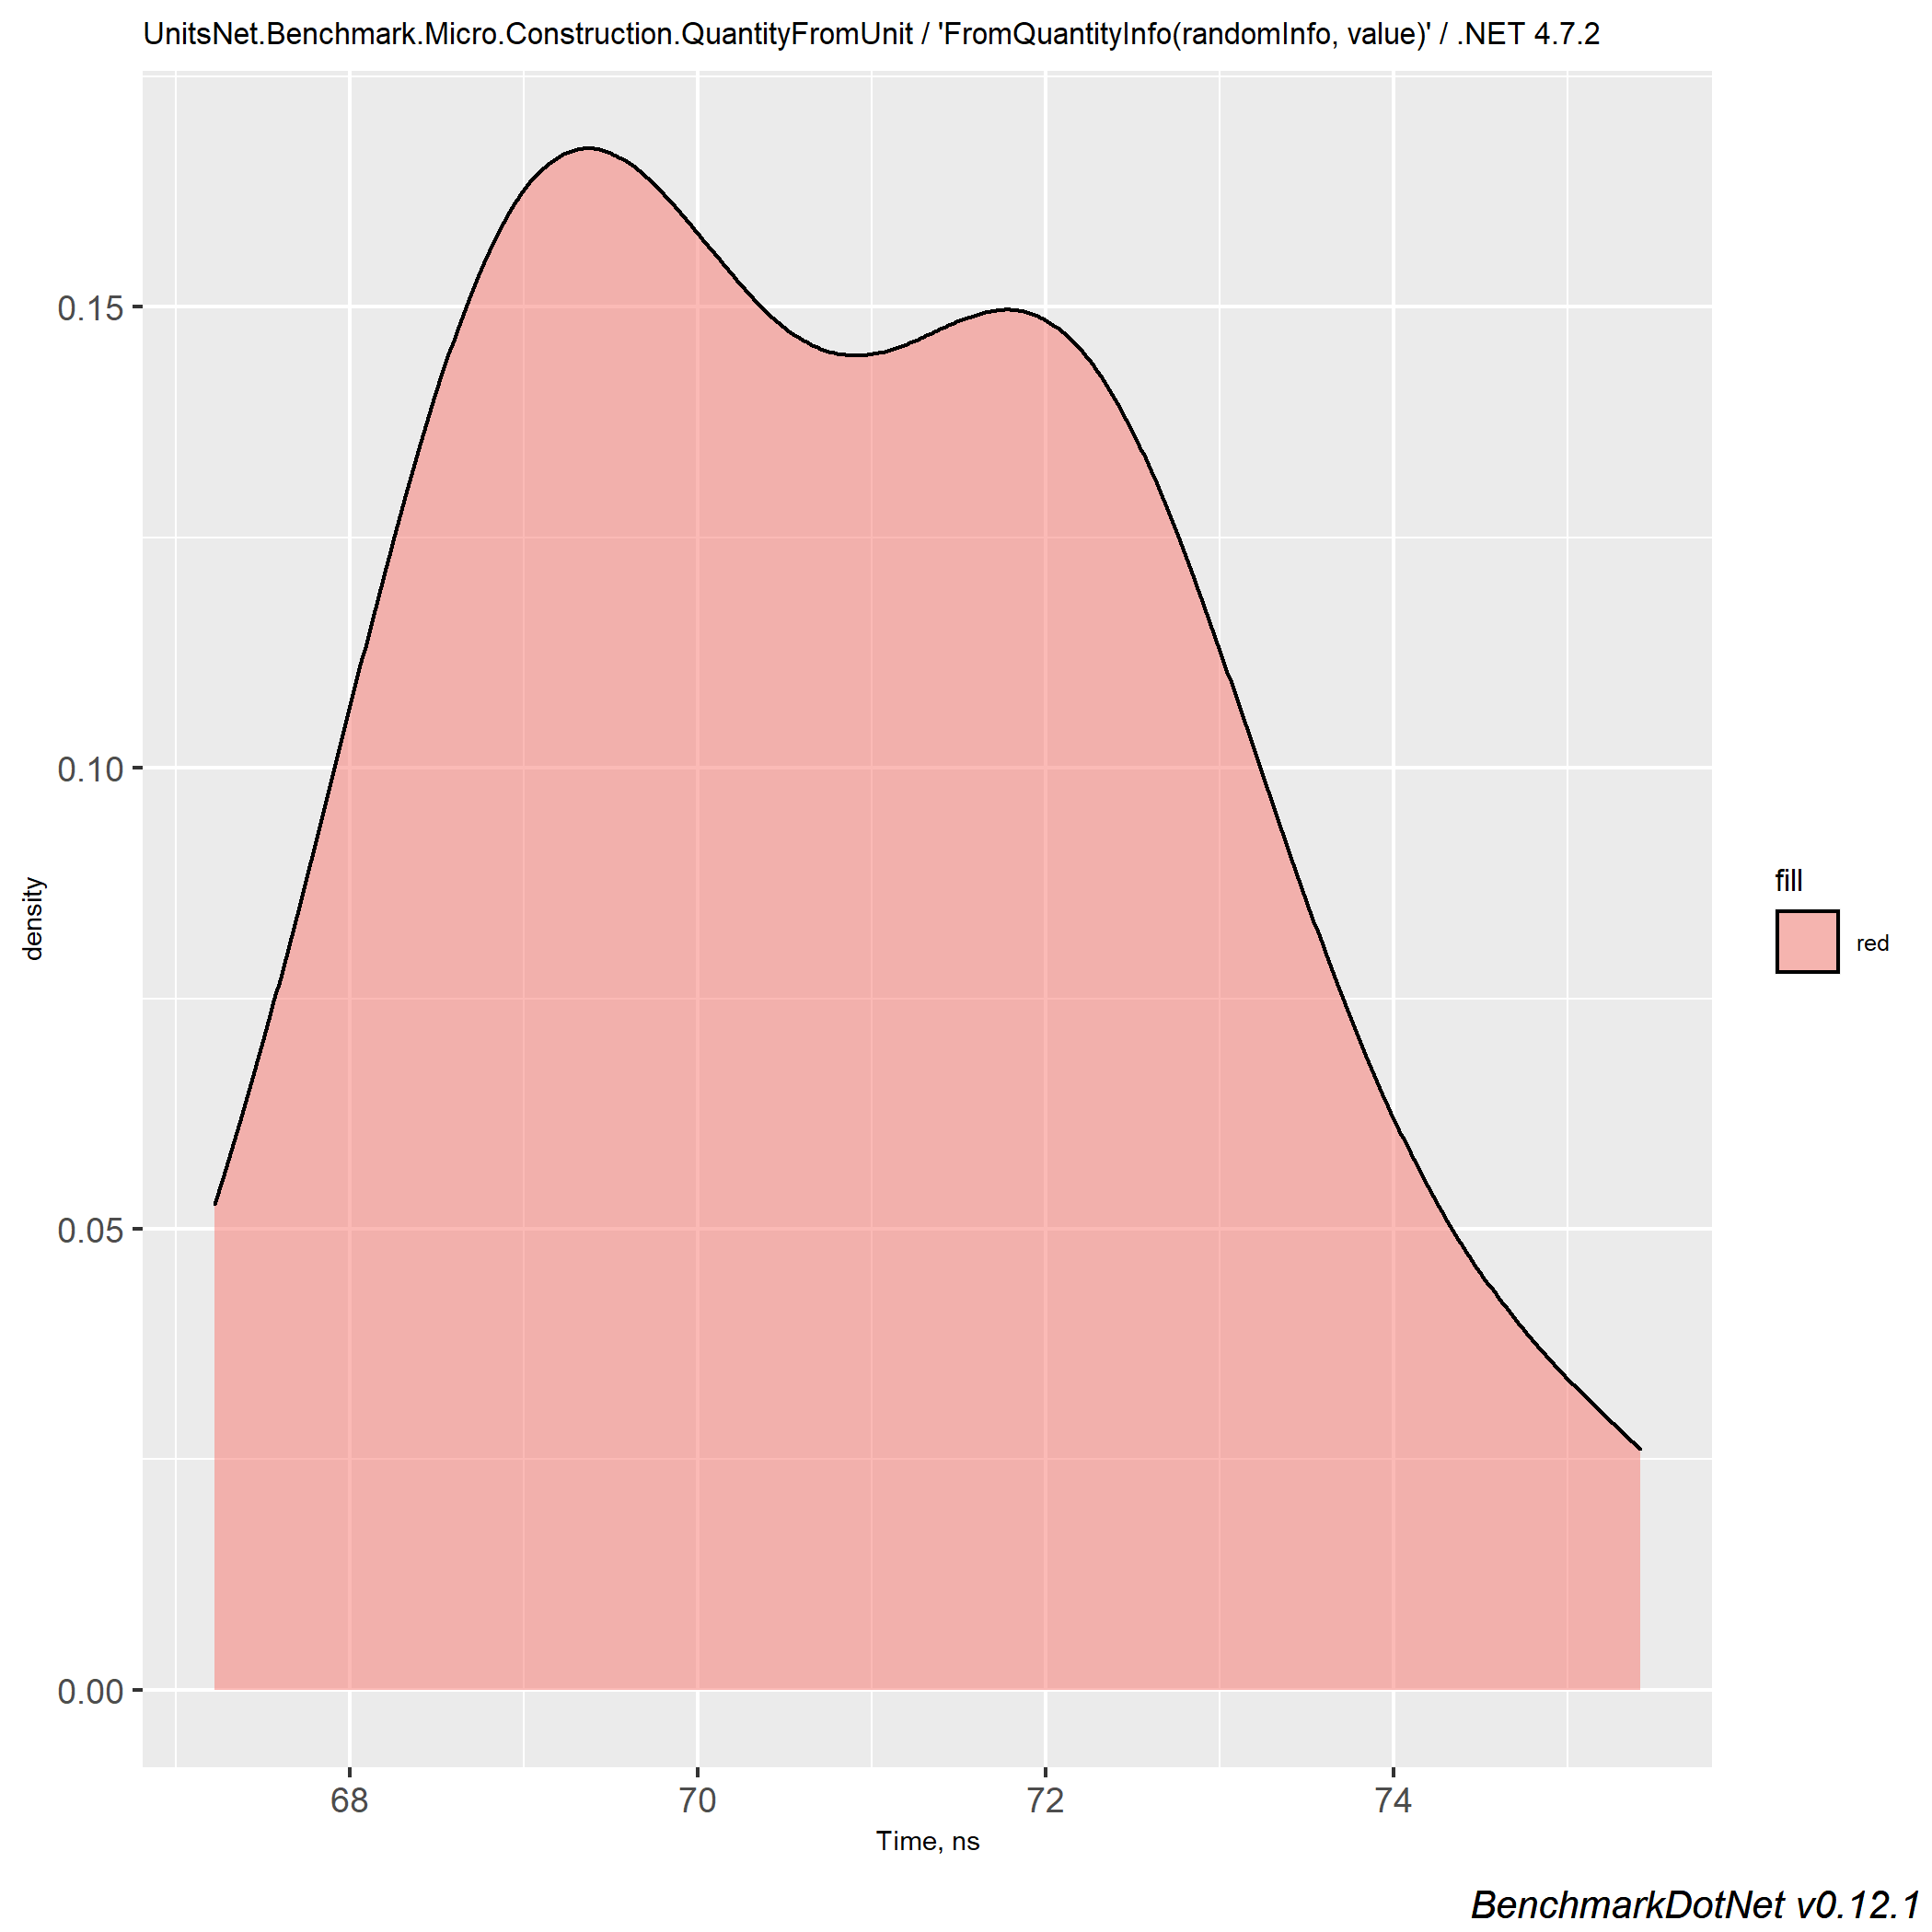 UnitsNet.Benchmark.Micro.Construction.QuantityFromUnit / 'FromQuantityInfo(randomInfo, value)' / .NET 4.7.2
0.15
0.10
0.05
0.00
density
68 70 72 74
Time, ns
fill
red
BenchmarkDotNet v0.12.1